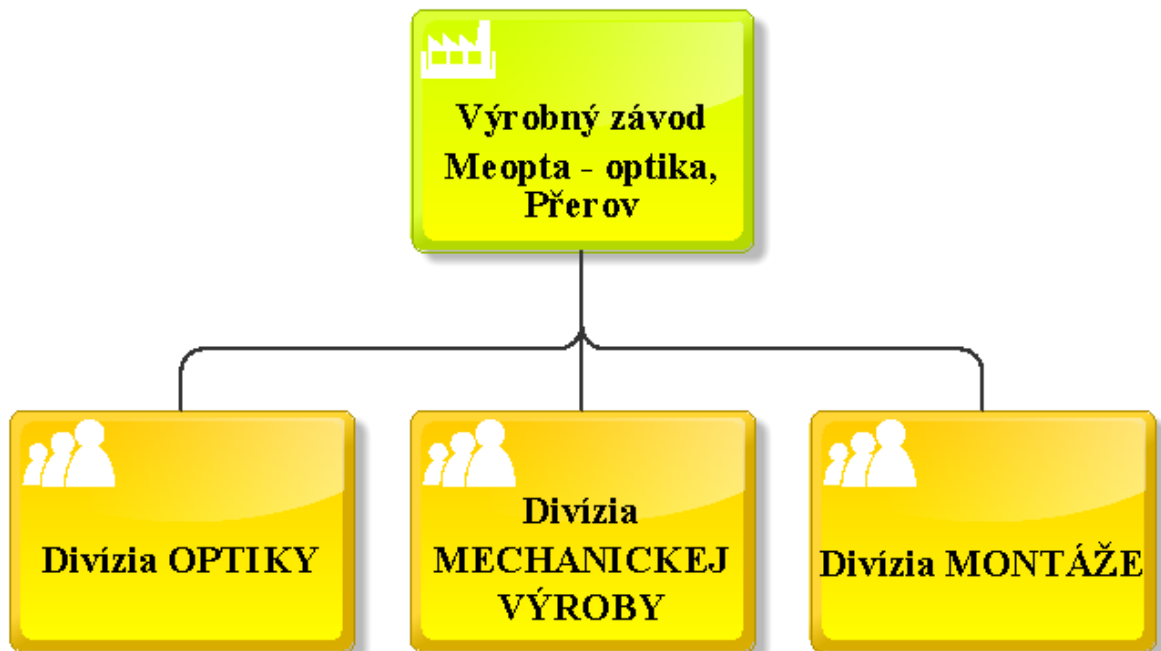 Výrobný závod
Meopta - optika,
Přerov
Divízia OPTIKY
Divízia
MECHANICKEJ
VÝROBY
Divízia MONTÁŽE